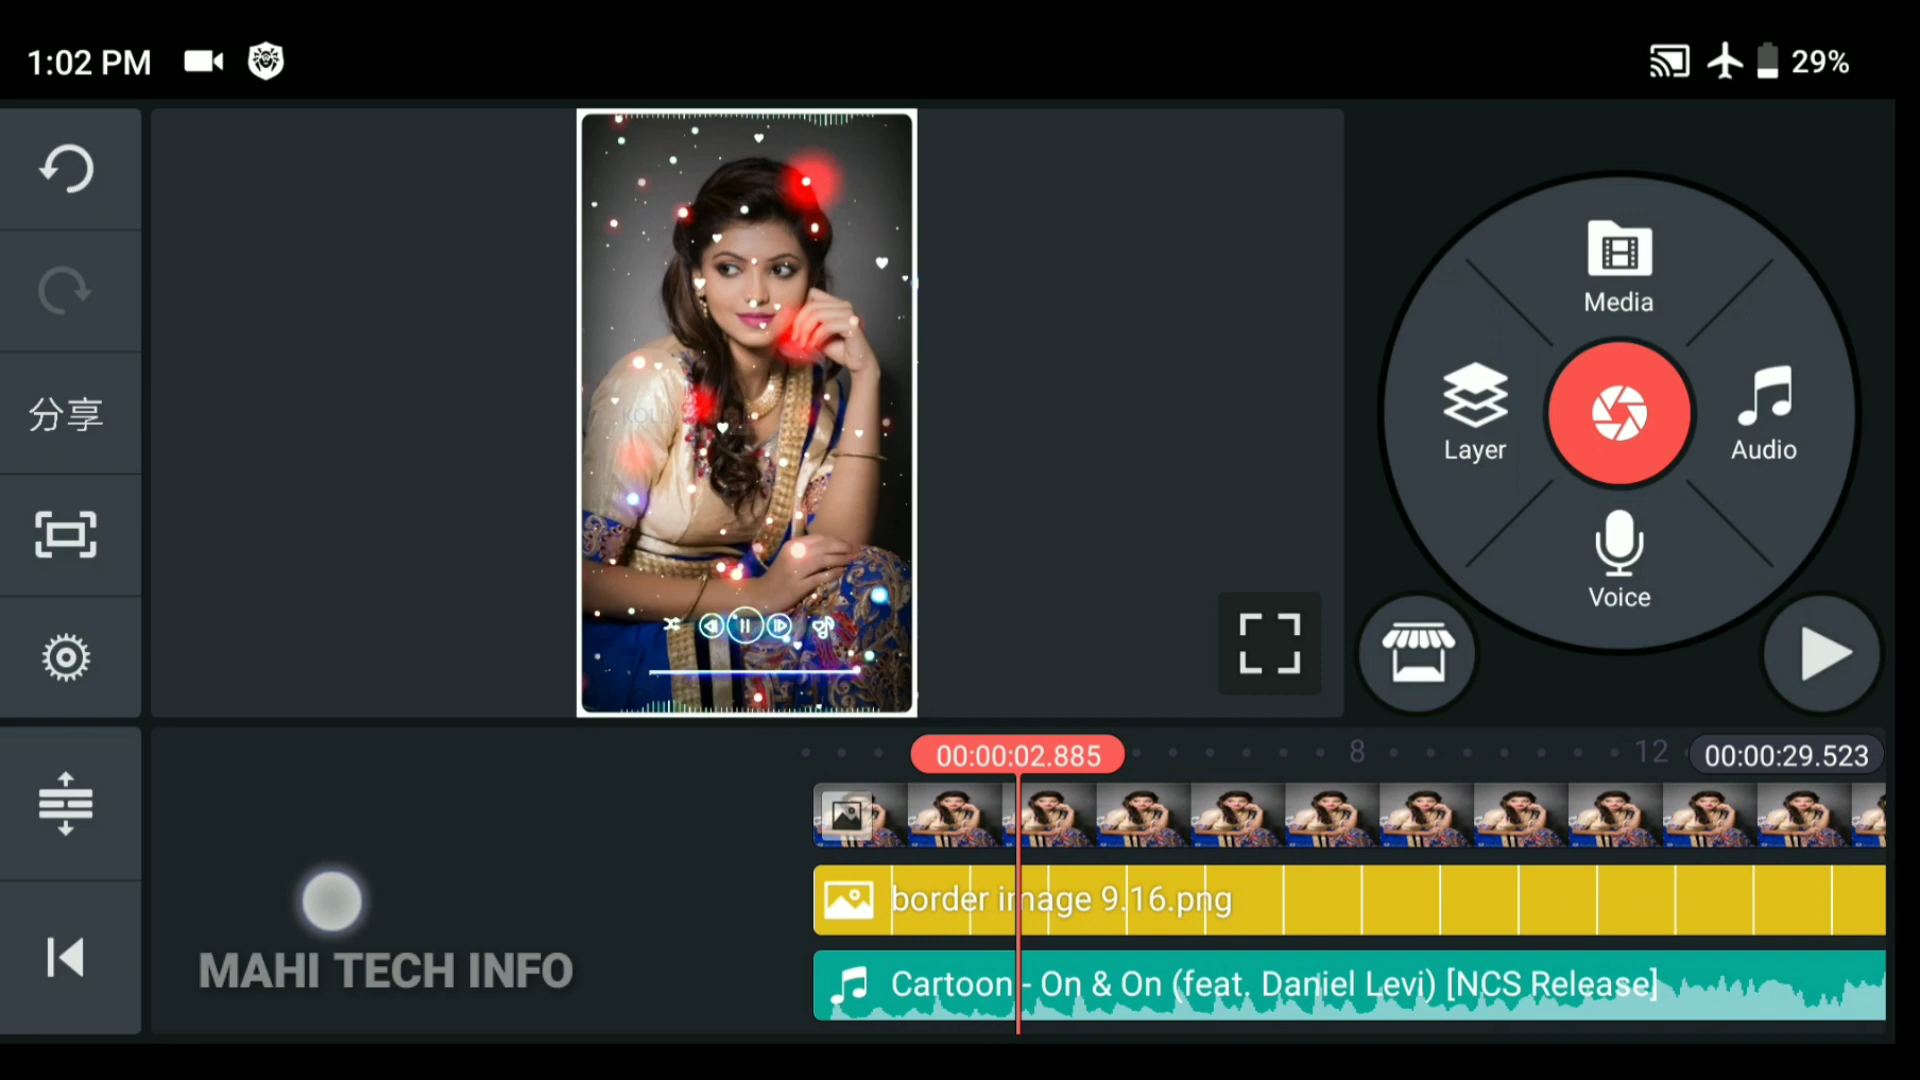 1:02 PM
29%
分享
Media
Layer
Audio
Voice
00:00:02.885
8
12
00:00:29.523
border image 9.16.png
Cartoon - On & On (feat. Daniel Levi) [NCS Release]
MAHI TECH INFO